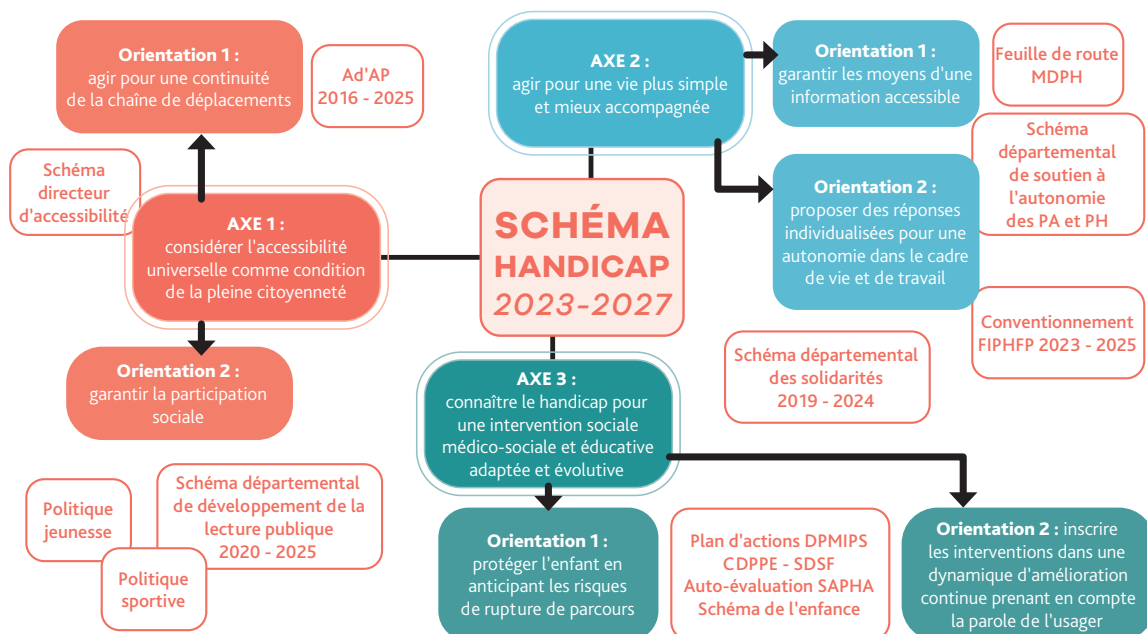 SCHÉMA
HANDICAP
2023-2027
AXE 1 :
considérer l'accessibilité
universelle comme condition
de la pleine citoyenneté
Orientation 1 :
agir pour une continuité
de la chaîne de déplacements
Ad'AP
2016 - 2025
Schéma
directeur
d'accessibilité
Orientation 2 :
garantir la participation
sociale
Politique
jeunesse
Politique
sportive
Schéma départemental
de développement de la
lecture publique
2020 - 2025
AXE 2 :
agir pour une vie plus simple
et mieux accompagnée
Orientation 1 :
garantir les moyens d'une
information accessible
Feuille de route
MDPH
Schéma
départemental
de soutien à
l'autonomie
des PA et PH
Orientation 2 :
proposer des réponses
individualisées pour une
autonomie dans le cadre
de vie et de travail
Conventionnement
FIPHFP 2023 - 2025
Schéma départemental
des solidarités
2019 - 2024
AXE 3 :
connaître le handicap pour
une intervention sociale
médico-sociale et éducative
adaptée et évolutive
Orientation 1 :
protéger l'enfant en
anticipant les risques
de rupture de parcours
Plan d'actions DPMIPS
CDPPE - SDSF
Auto-évaluation SAPHA
Schéma de l'enfance
Orientation 2 : inscrire
les interventions dans une
dynamique d'amélioration
continue prenant en compte
la parole de l'usager